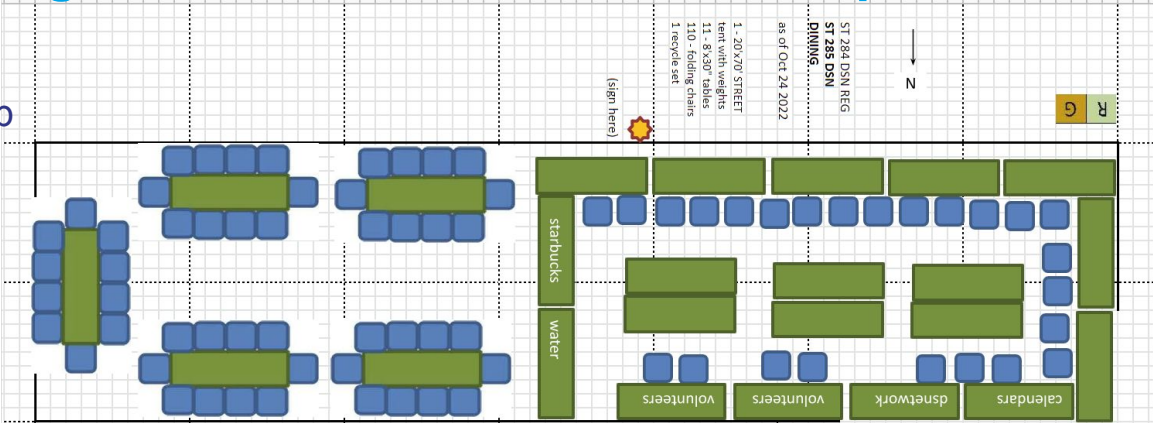 ST 284 DSN REG
ST 285 DSN
DINING
as of Oct 24 2022
1 - 20'x70' STREET
tent with weights
11 - 8'x30" tables
110 - folding chairs
1 recycle set
(sign here)
N
R
G
starbucks
water
volunteers
volunteers
dsnetwork
calendars